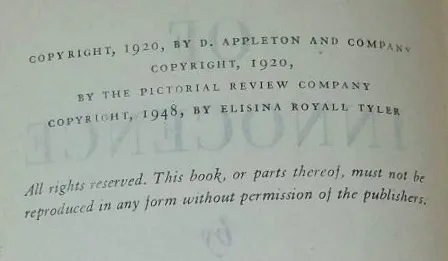 COPYRIGHT, 1920, BY D. APPLETON AND COMPANY
COPYRIGHT, 1920,
BY THE PICTORIAL REVIEW COMPANY
COPYRIGHT, 1948, BY ELISINA ROYALL TYLER
All rights reserved. This book, or parts thereof, must not be
reproduced in any form without permission of the publishers.